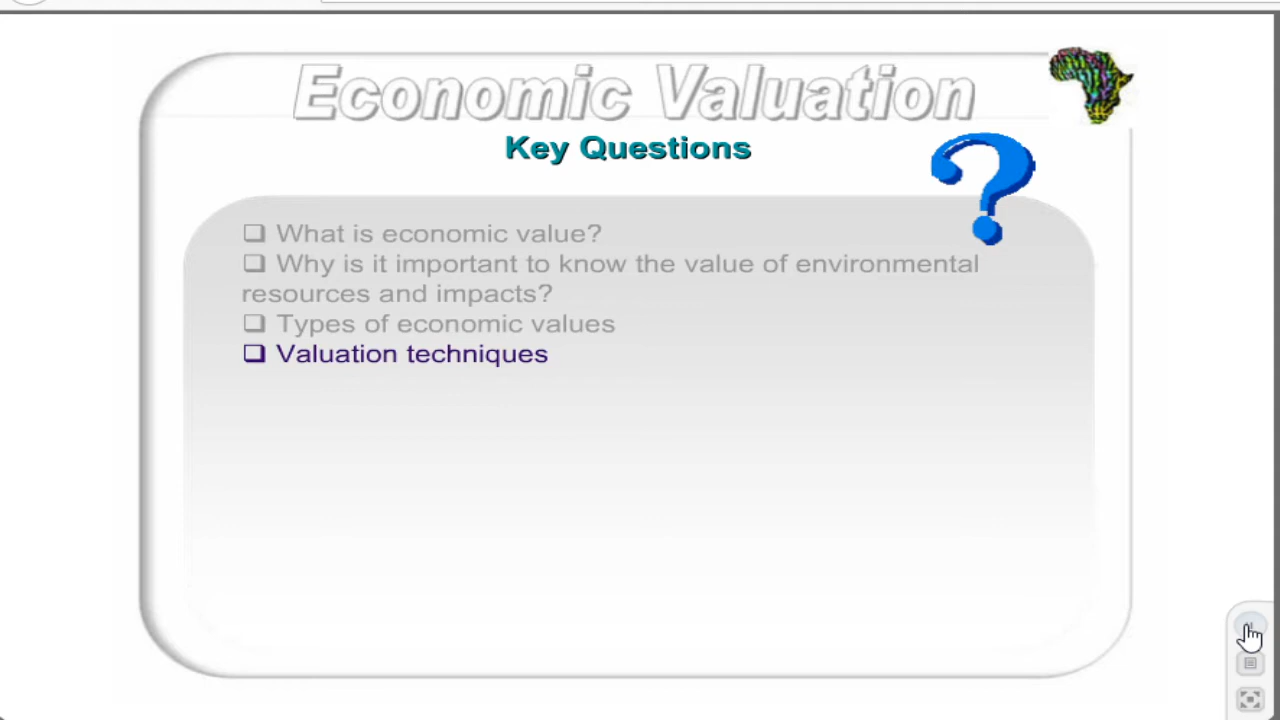 Economic Valuation
Key Questions
❑ What is economic value?
❑ Why is it important to know the value of environmental
resources and impacts?
❑ Types of economic values
❑ Valuation techniques